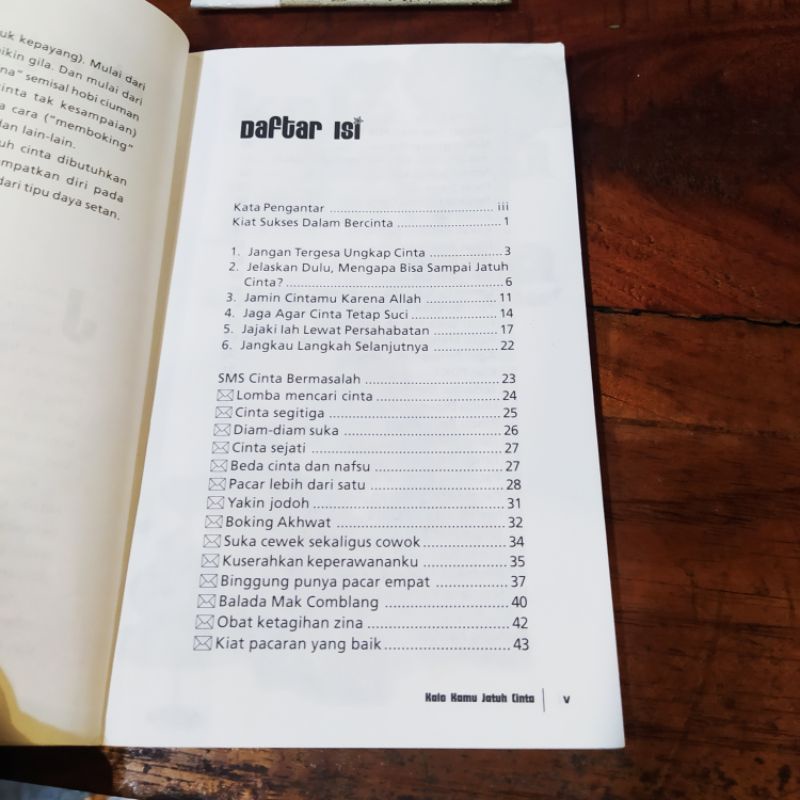 uk kepayang). Mulai dari
ikin gila. Dan mulai dari
na" semisal hobi ciuman
inta tak kesampaian)
a cara ("memboking"
dan lain-lain.
uh cinta dibutuhkan
empatkan diri pada
dari tipu daya setan.
Daftar Isi
Kata Pengantar ........ iii
Kiat Sukses Dalam Bercinta ........ 1
1. Jangan Tergesa Ungkap Cinta ........ 3
2. Jelaskan Dulu, Mengapa Bisa Sampai Jatuh
Cinta? ........ 6
3. Jamin Cintamu Karena Allah ........ 11
4. Jaga Agar Cinta Tetap Suci ........ 14
5. Jajaki lah Lewat Persahabatan ........ 17
6. Jangkau Langkah Selanjutnya ........ 22
SMS Cinta Bermasalah ........ 23
Lomba mencari cinta ........ 24
Cinta segitiga ........ 25
Diam-diam suka ........ 26
Cinta sejati ........ 27
Beda cinta dan nafsu ........ 27
Pacar lebih dari satu ........ 28
Yakin jodoh ........ 31
Boking Akhwat ........ 32
Suka cewek sekaligus cowok ........ 34
Kuserahkan keperawananku ........ 35
Binggung punya pacar empat ........ 37
Balada Mak Comblang ........ 40
Obat ketagihan zina ........ 42
Kiat pacaran yang baik ........ 43
Kala Kamu Jatuh Cinta | v